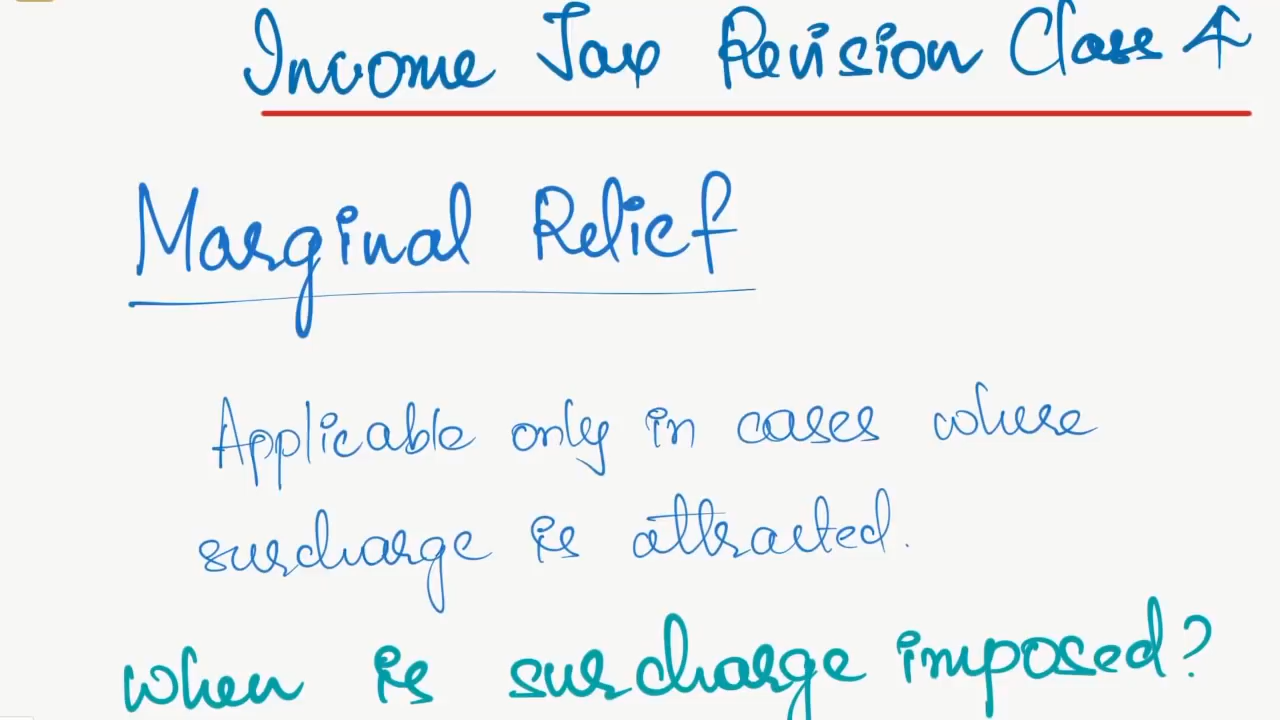 Income Tax Revision Class 4
Marginal Relief
Applicable only in cases where
surcharge is attracted.
when is surcharge imposed?